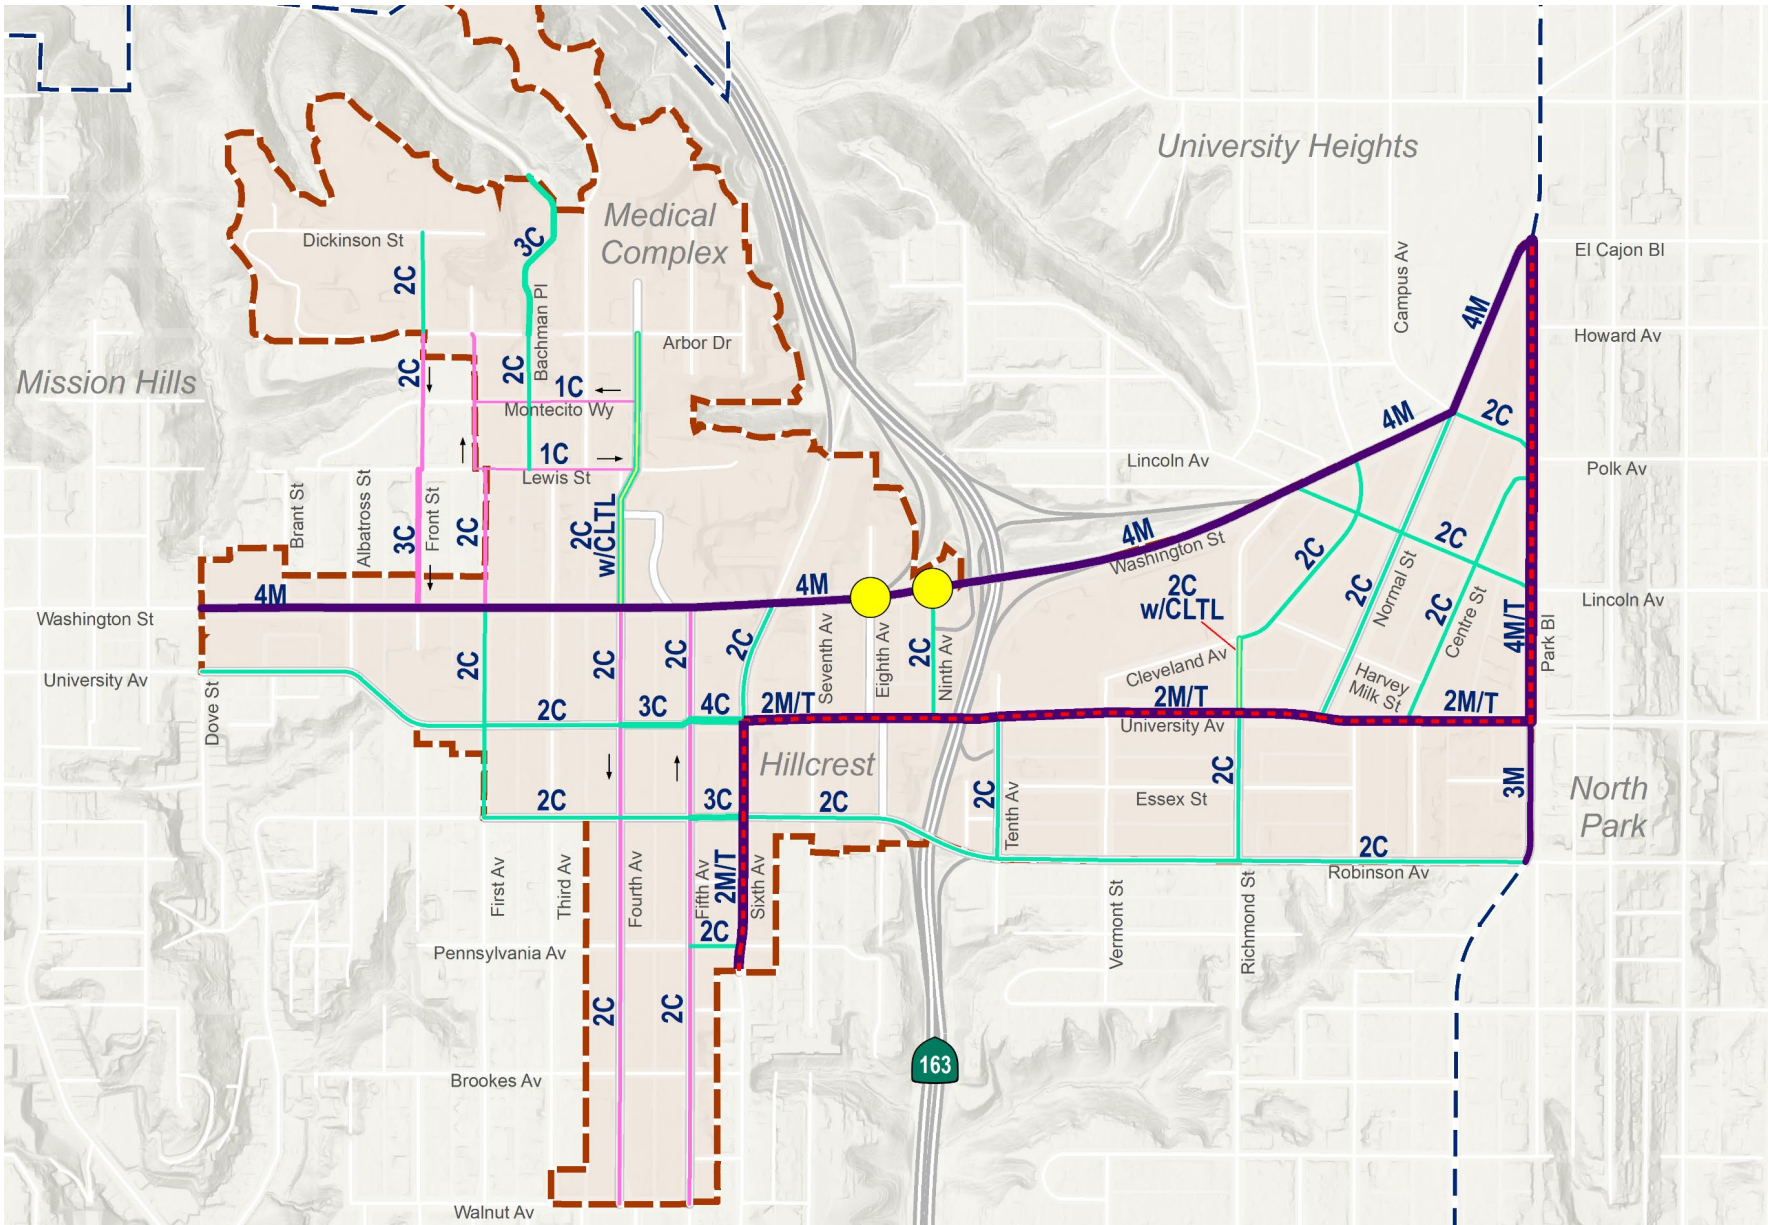 University Heights
Medical
Complex
Dickinson St
3C
El Cajon Bl
2C
Campus Av
4M
Bachman Pl
Arbor Dr
Howard Av
Mission Hills
2C
2C
1C
Montecito Wy
4M
2C
1C
Lewis St
Lincoln Av
Polk Av
Brant St
Albatross St
3C
Front St
2C
2C
w/CLTL
4M
Washington St
2C
2C
2C
Normal St
2C
Centre St
4M/T
Park Bl
2C
w/CLTL
4M
4M
Lincoln Av
Washington St
2C
2C
2C
2C
Seventh Av
Eighth Av
2C
Ninth Av
Cleveland Av
Harvey
Milk St
University Av
Dove St
2C
3C
4C
2M/T
2M/T
2M/T
University Av
Hillcrest
2C
3M
North
Park
2C
3C
2C
2C
Tenth Av
Essex St
2C
Robinson Av
First Av
Third Av
Fourth Av
Fifth Av
2M/T
Sixth Av
Vermont St
Richmond St
2C
Pennsylvania Av
2C
2C
163
Brookes Av
Walnut Av